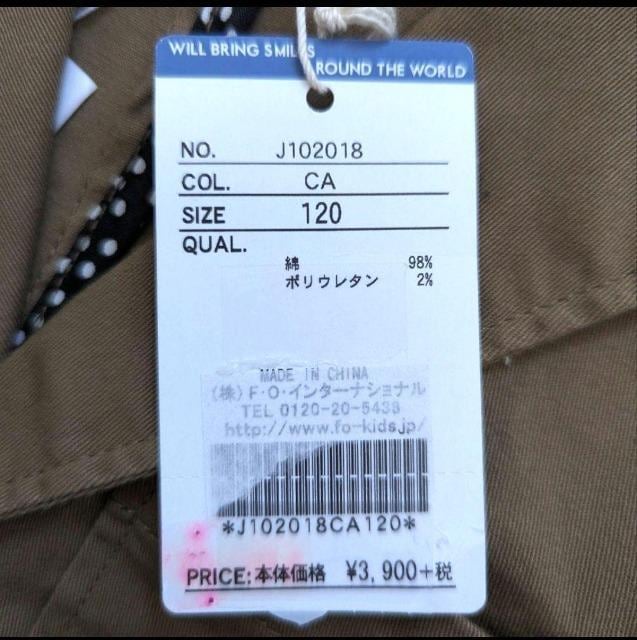 WILL BRING SMILES
ROUND THE WORLD
NO. J102018
COL. CA
SIZE 120
QUAL.
綿 98%
ポリウレタン 2%
MADE IN CHINA
(株)F・O・インターナショナル
TEL 0120-20-5438
http://www.fo-kids.jp/
*J102018CA120*
PRICE:本体価格 ¥3,900+税